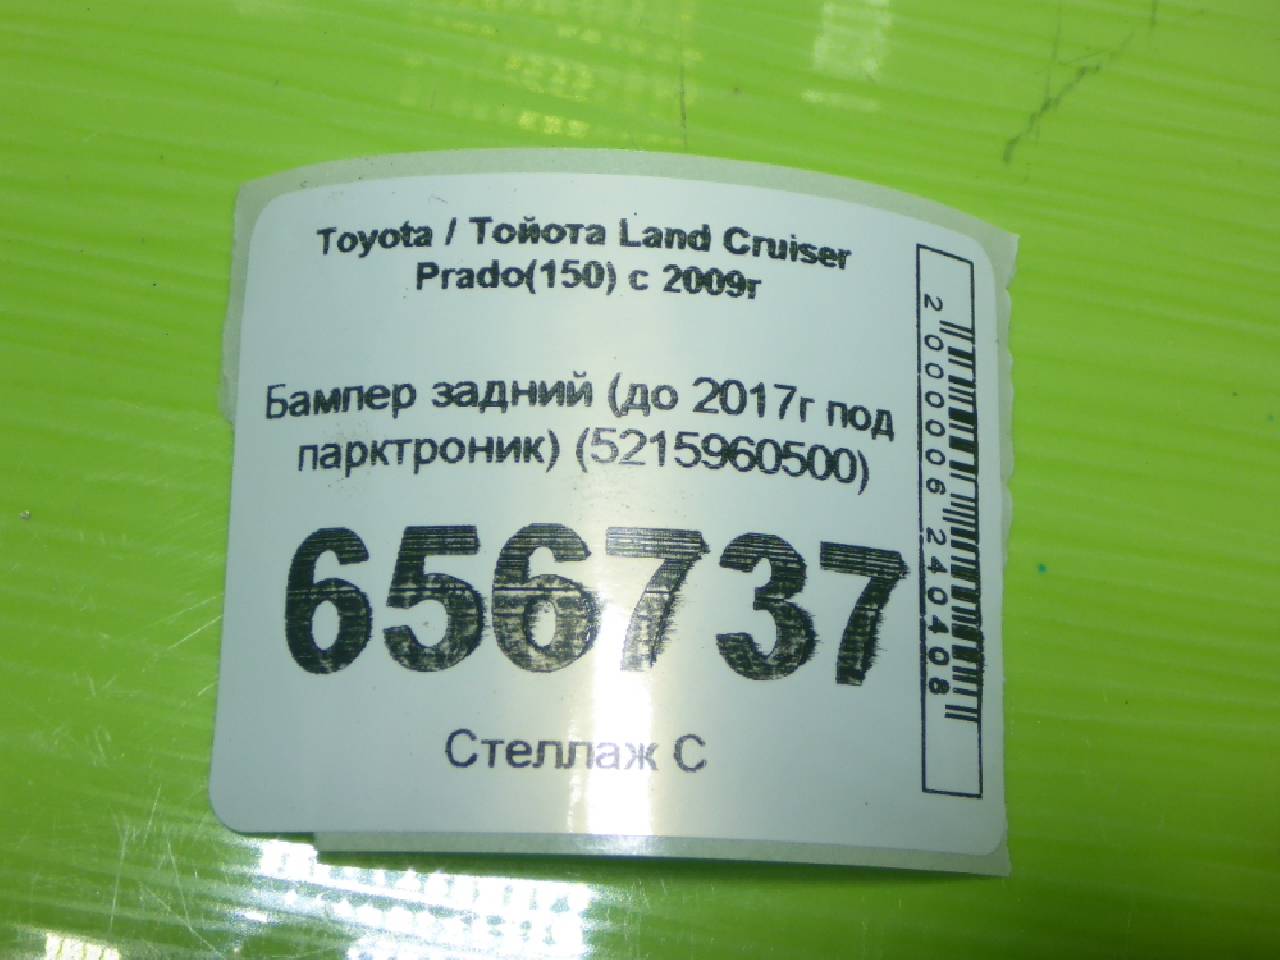 Toyota / Тойота Land Cruiser
Prado(150) с 2009г
Бампер задний (до 2017г под
парктроник) (5215960500)
656737
Стеллаж С
2000006240408